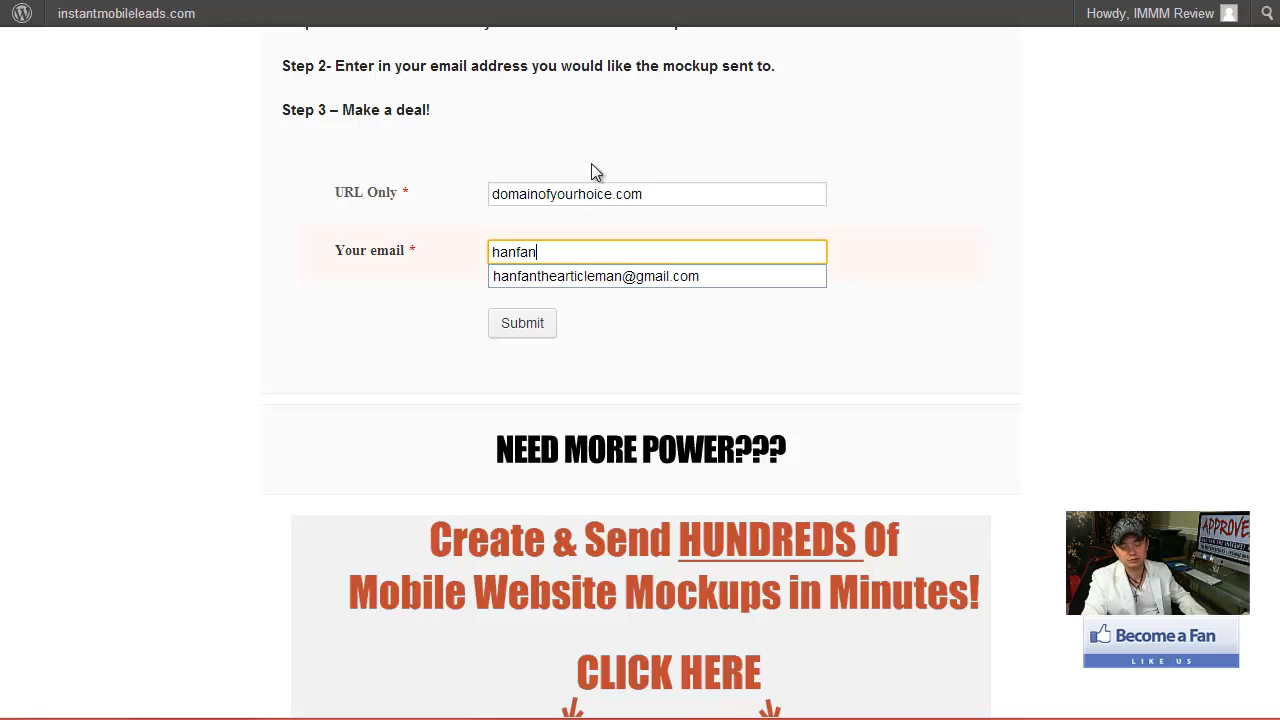 instantmobileleads.com
Howdy, IMMM Review
Step 2- Enter in your email address you would like the mockup sent to.
Step 3 – Make a deal!
URL Only *
domainofyourhoice.com
Your email *
hanfan
hanfanthearticleman@gmail.com
Submit
NEED MORE POWER???
Create & Send HUNDREDS Of
Mobile Website Mockups in Minutes!
CLICK HERE
APPROVE
Become a Fan
LIKE US